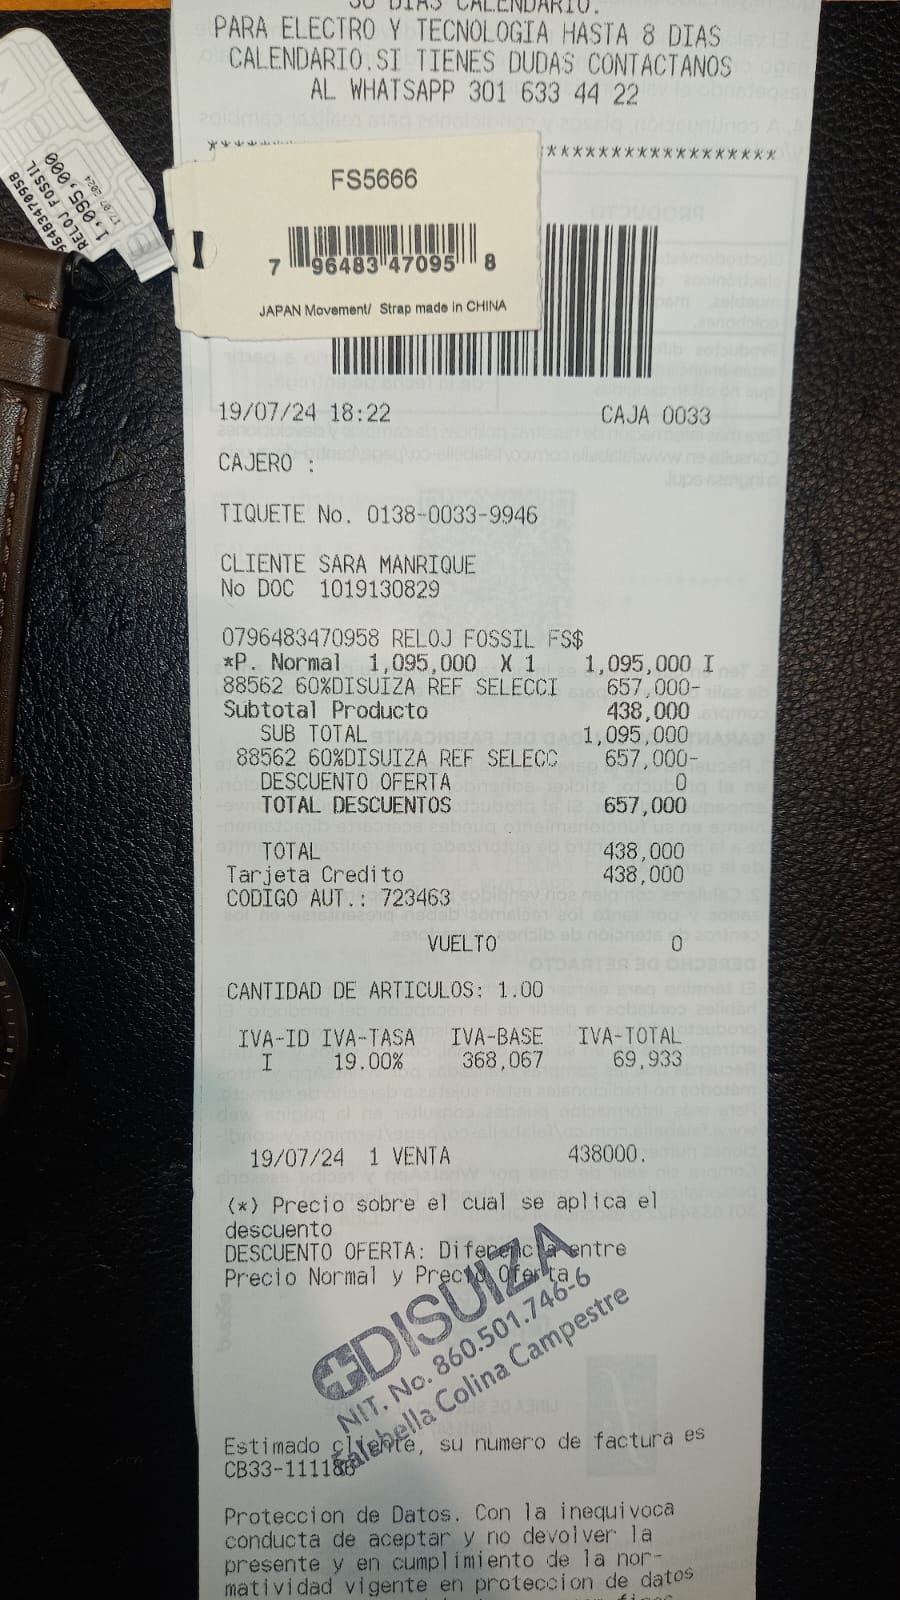 30 DIAS CALENDARIO.
PARA ELECTRO Y TECNOLOGIA HASTA 8 DIAS
CALENDARIO.SI TIENES DUDAS CONTACTANOS
AL WHATSAPP 301 633 44 22
FS5666
7 96483 47095 8
JAPAN Movement/ Strap made in CHINA
96483470958
RELOJ FOSSIL
1,095,000
19/07/24 18:22 CAJA 0033
CAJERO :
TIQUETE No. 0138-0033-9946
CLIENTE SARA MANRIQUE
No DOC 1019130829
0796483470958 RELOJ FOSSIL FS$
*P. Normal 1,095,000 X 1 1,095,000 I
88562 60%DISUIZA REF SELECCI 657,000-
Subtotal Producto 438,000
SUB TOTAL 1,095,000
88562 60%DISUIZA REF SELECC 657,000-
DESCUENTO OFERTA 0
TOTAL DESCUENTOS 657,000
TOTAL 438,000
Tarjeta Credito 438,000
CODIGO AUT.: 723463
VUELTO 0
CANTIDAD DE ARTICULOS: 1.00
IVA-ID IVA-TASA IVA-BASE IVA-TOTAL
I 19.00% 368,067 69,933
19/07/24 1 VENTA 438000.
(*) Precio sobre el cual se aplica el
descuento
DESCUENTO OFERTA: Diferencia entre
Precio Normal y Precio Oferta
DISUIZA
NIT. No. 860.501.746-6
Falabella Colina Campestre
Estimado cliente, su numero de factura es
CB33-111186
Proteccion de Datos. Con la inequivoca
conducta de aceptar y no devolver la
presente y en cumplimiento de la nor-
matividad vigente en proteccion de datos